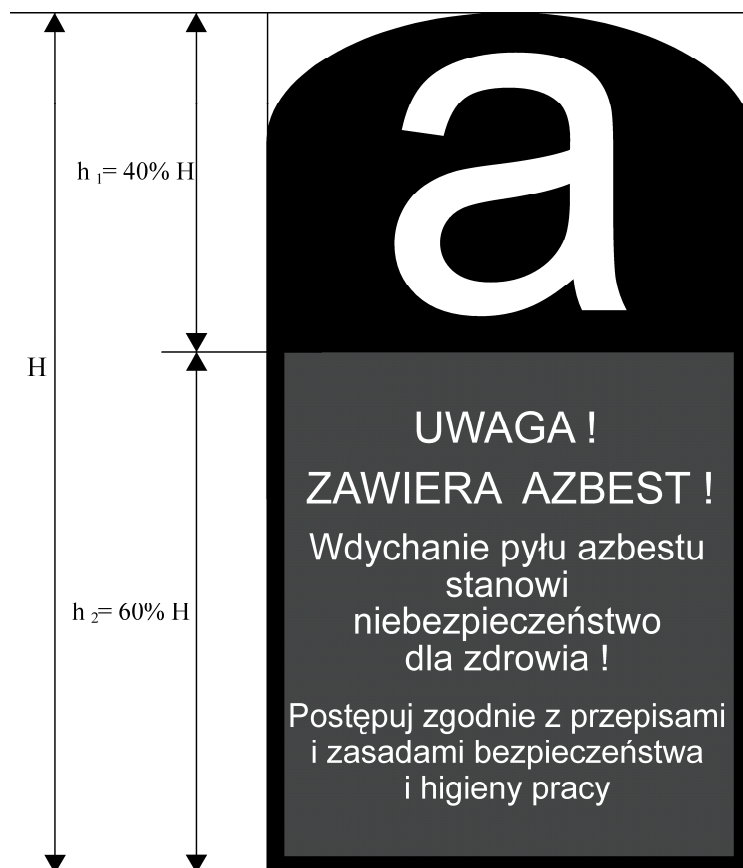 a
h 1= 40% H
H
UWAGA !
ZAWIERA AZBEST !
Wdychanie pyłu azbestu
stanowi
niebezpieczeństwo
dla zdrowia !
h 2= 60% H
Postępuj zgodnie z przepisami
i zasadami bezpieczeństwa
i higieny pracy